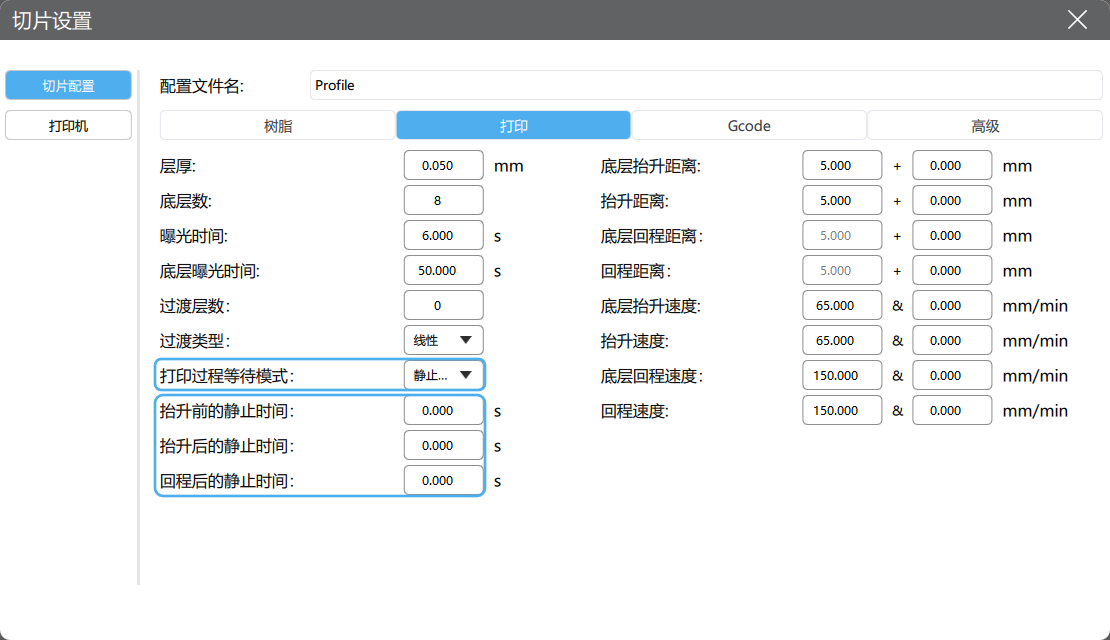 切片设置
切片配置
打印机
配置文件名: Profile
树脂 打印 Gcode 高级
层厚: 0.050 mm
底层数: 8
曝光时间: 6.000 s
底层曝光时间: 50.000 s
过渡层数: 0
过渡类型: 线性
打印过程等待模式: 静止...
抬升前的静止时间: 0.000 s
抬升后的静止时间: 0.000 s
回程后的静止时间: 0.000 s
底层抬升距离: 5.000 + 0.000 mm
抬升距离: 5.000 + 0.000 mm
底层回程距离: 5.000 + 0.000 mm
回程距离: 5.000 + 0.000 mm
底层抬升速度: 65.000 & 0.000 mm/min
抬升速度: 65.000 & 0.000 mm/min
底层回程速度: 150.000 & 0.000 mm/min
回程速度: 150.000 & 0.000 mm/min